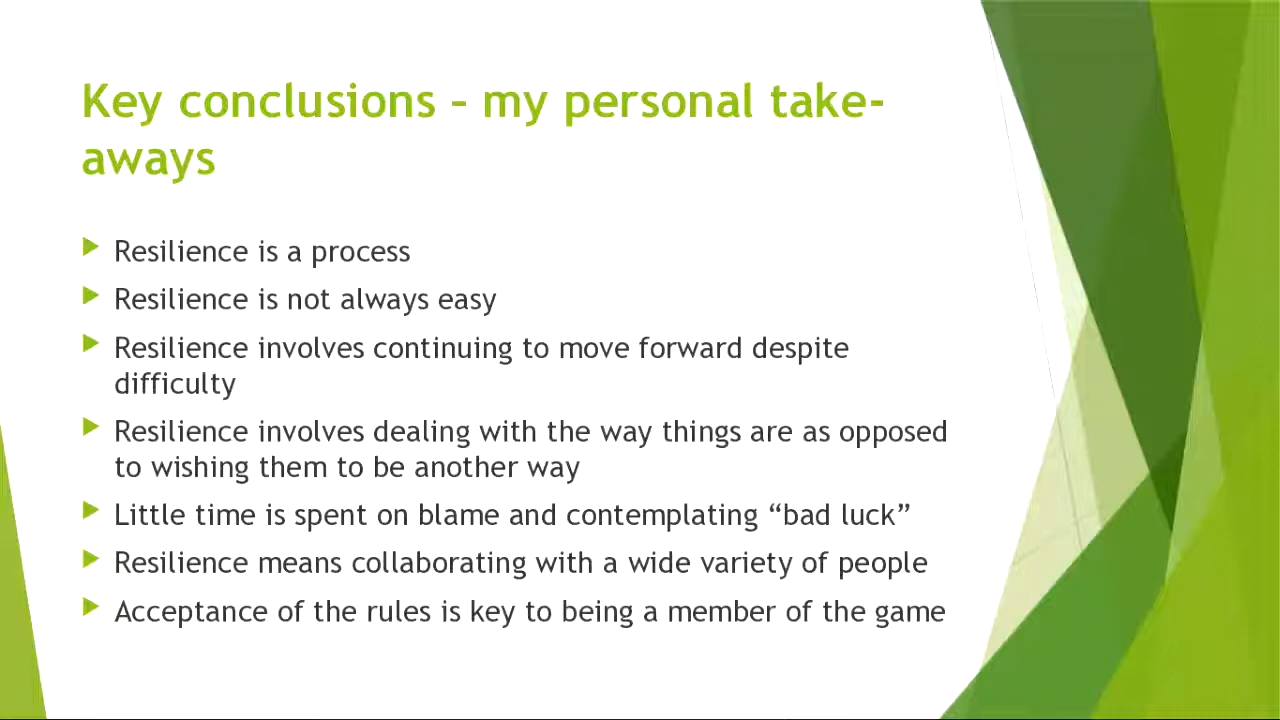 Key conclusions – my personal take-
aways
Resilience is a process
Resilience is not always easy
Resilience involves continuing to move forward despite
difficulty
Resilience involves dealing with the way things are as opposed
to wishing them to be another way
Little time is spent on blame and contemplating “bad luck”
Resilience means collaborating with a wide variety of people
Acceptance of the rules is key to being a member of the game